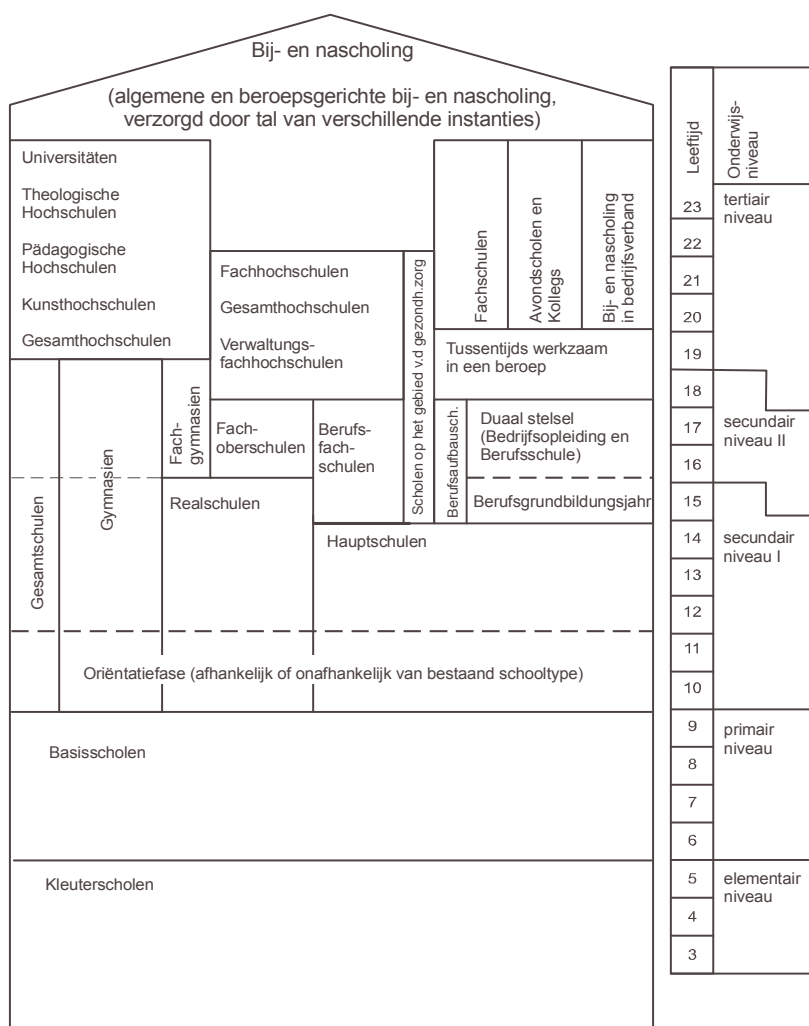 Bij- en nascholing
(algemene en beroepsgerichte bij- en nascholing,
verzorgd door tal van verschillende instanties)
Universitäten
Theologische
Hochschulen
Pädagogische
Hochschulen
Kunsthochschulen
Gesamthochschulen
Fachhochschulen
Gesamthochschulen
Verwaltungs-
fachhochschulen
Scholen op het gebied v.d gezondh.zorg
Fachschulen
Avondscholen en
Kollegs
Bij- en nascholing
in bedrijfsverband
Tussentijds werkzaam
in een beroep
Gesamtschulen
Gymnasien
Fach-
gymnasien
Fach-
oberschulen
Berufs-
fach-
schulen
Berufsaufbausch.
Duaal stelsel
(Bedrijfsopleiding en
Berufsschule)
Berufsgrundbildungsjahr
Realschulen
Hauptschulen
Oriëntatiefase (afhankelijk of onafhankelijk van bestaand schooltype)
Basisscholen
Kleuterscholen
Leeftijd
Onderwijs-
niveau
23
22
21
20
19
18
17
16
15
14
13
12
11
10
9
8
7
6
5
4
3
tertiair
niveau
secundair
niveau II
secundair
niveau I
primair
niveau
elementair
niveau